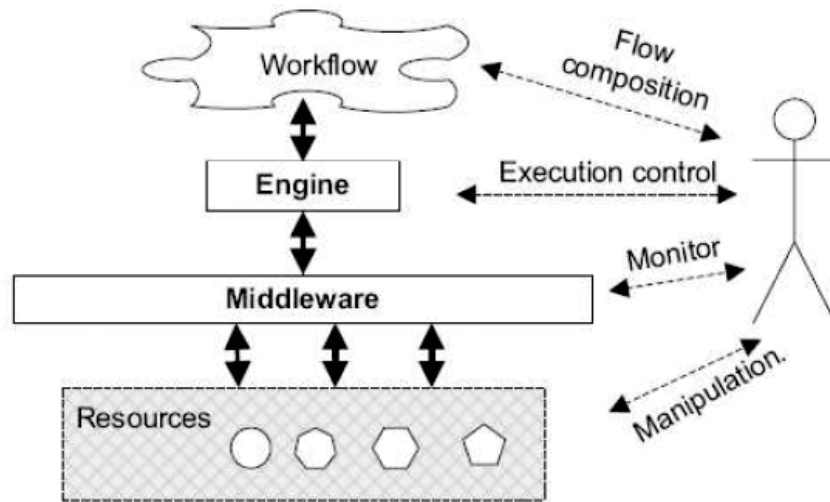 Workflow
Flow
composition
Engine
Execution control
Monitor
Middleware
Manipulation.
Resources